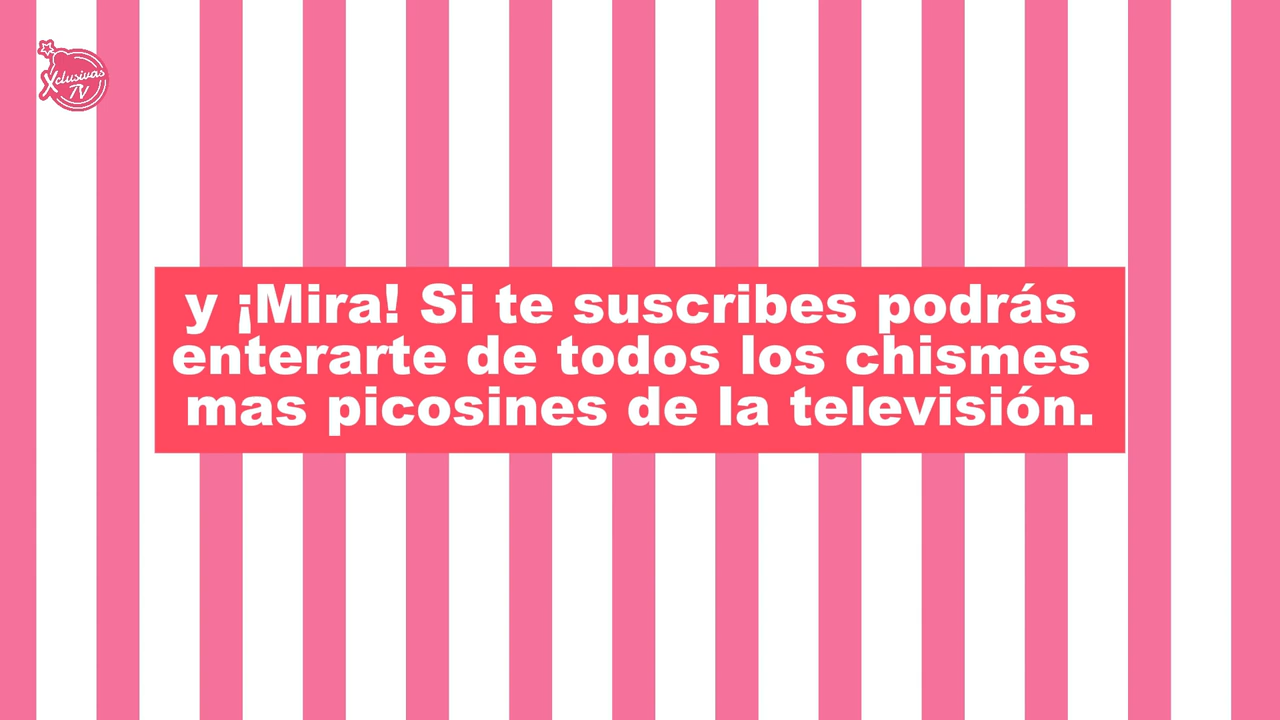 Xclusivas
TV
y ¡Mira! Si te suscribes podrás
enterarte de todos los chismes
mas picosines de la televisión.